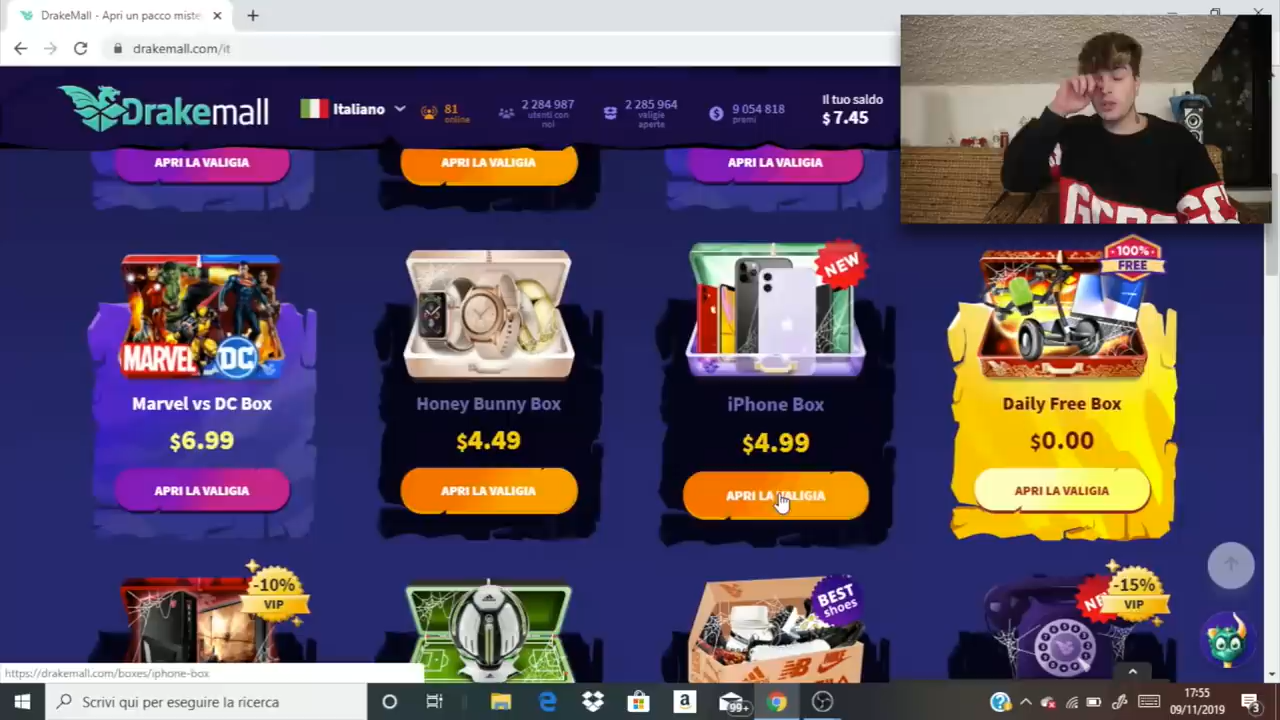 DrakeMall - Apri un pacco miste
drakemall.com/it
Drakemall
Italiano
81
online
2 284 987
utenti con
noi
2 285 964
valigie
aperte
9 054 818
premi
Il tuo saldo
$ 7.45
APRI LA VALIGIA
APRI LA VALIGIA
APRI LA VALIGIA
MARVEL
DC
Marvel vs DC Box
$6.99
APRI LA VALIGIA
Honey Bunny Box
$4.49
APRI LA VALIGIA
NEW
iPhone Box
$4.99
APRI LA VALIGIA
100%
FREE
Daily Free Box
$0.00
APRI LA VALIGIA
-10%
VIP
BEST
shoes
-15%
VIP
https://drakemall.com/boxes/iphone-box
Scrivi qui per eseguire la ricerca
99+
17:55
09/11/2019
3